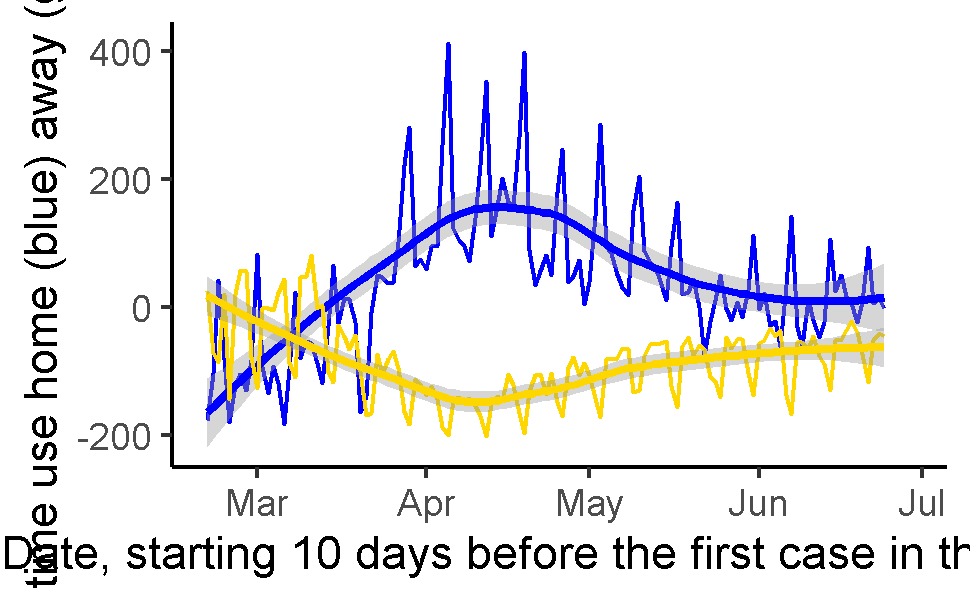 time use home (blue) away (
400
200
0
-200
Mar Apr May Jun Jul
Date, starting 10 days before the first case in th